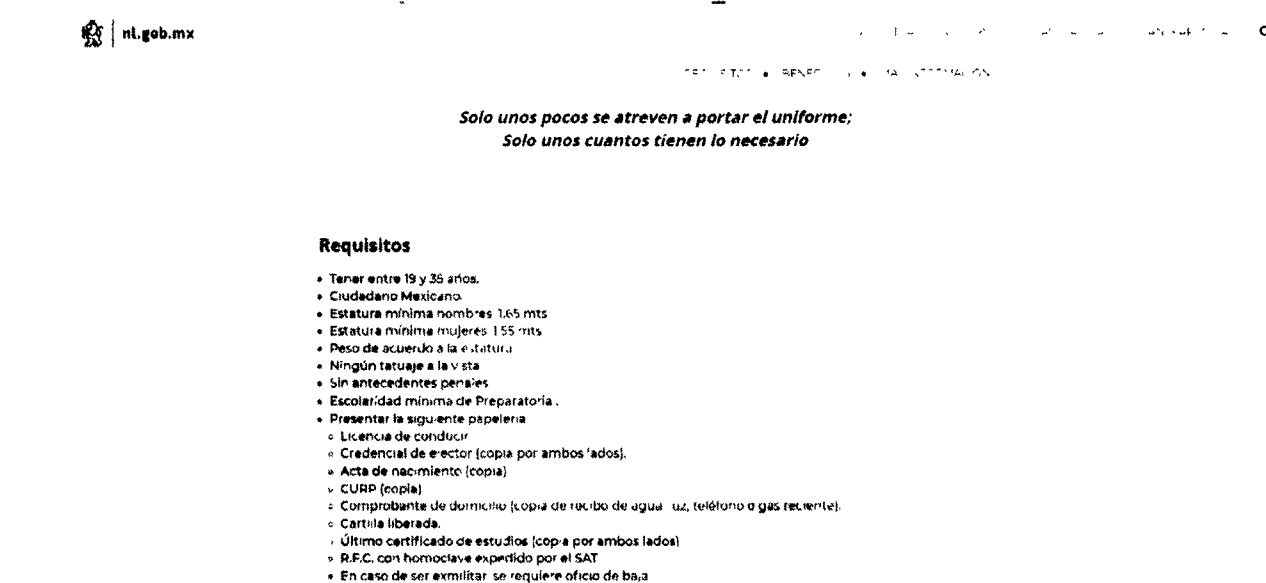 nl.gob.mx
Solo unos pocos se atreven a portar el uniforme;
Solo unos cuantos tienen lo necesario
Requisitos
• Tener entre 19 y 35 años.
• Ciudadano Mexicano.
• Estatura mínima hombres 1.65 mts
• Estatura mínima mujeres 1.55 mts
• Peso de acuerdo a la estatura
• Ningún tatuaje a la vista
• Sin antecedentes penales
• Escolaridad mínima de Preparatoria.
• Presentar la siguiente papelería
◦ Licencia de conducir
◦ Credencial de elector (copia por ambos lados).
◦ Acta de nacimiento (copia)
◦ CURP (copia)
◦ Comprobante de domicilio (copia de recibo de agua luz, teléfono o gas reciente).
◦ Cartilla liberada.
◦ Último certificado de estudios (copia por ambos lados)
◦ R.F.C. con homoclave expedido por el SAT
• En caso de ser exmilitar se requiere oficio de baja